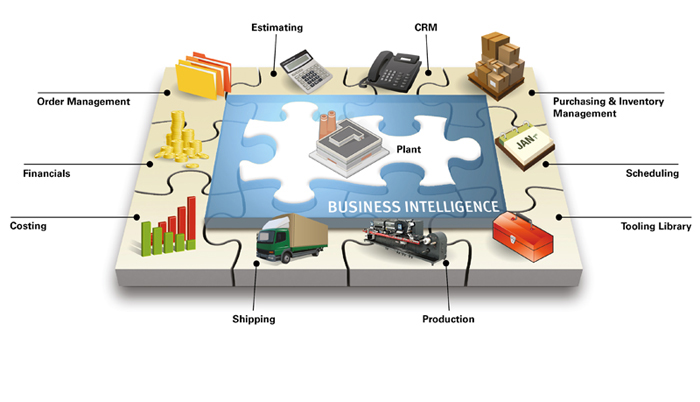 Estimating
CRM
Order Management
Purchasing & Inventory
Management
JAN
Plant
Financials
Scheduling
BUSINESS INTELLIGENCE
Costing
Tooling Library
Shipping
Production